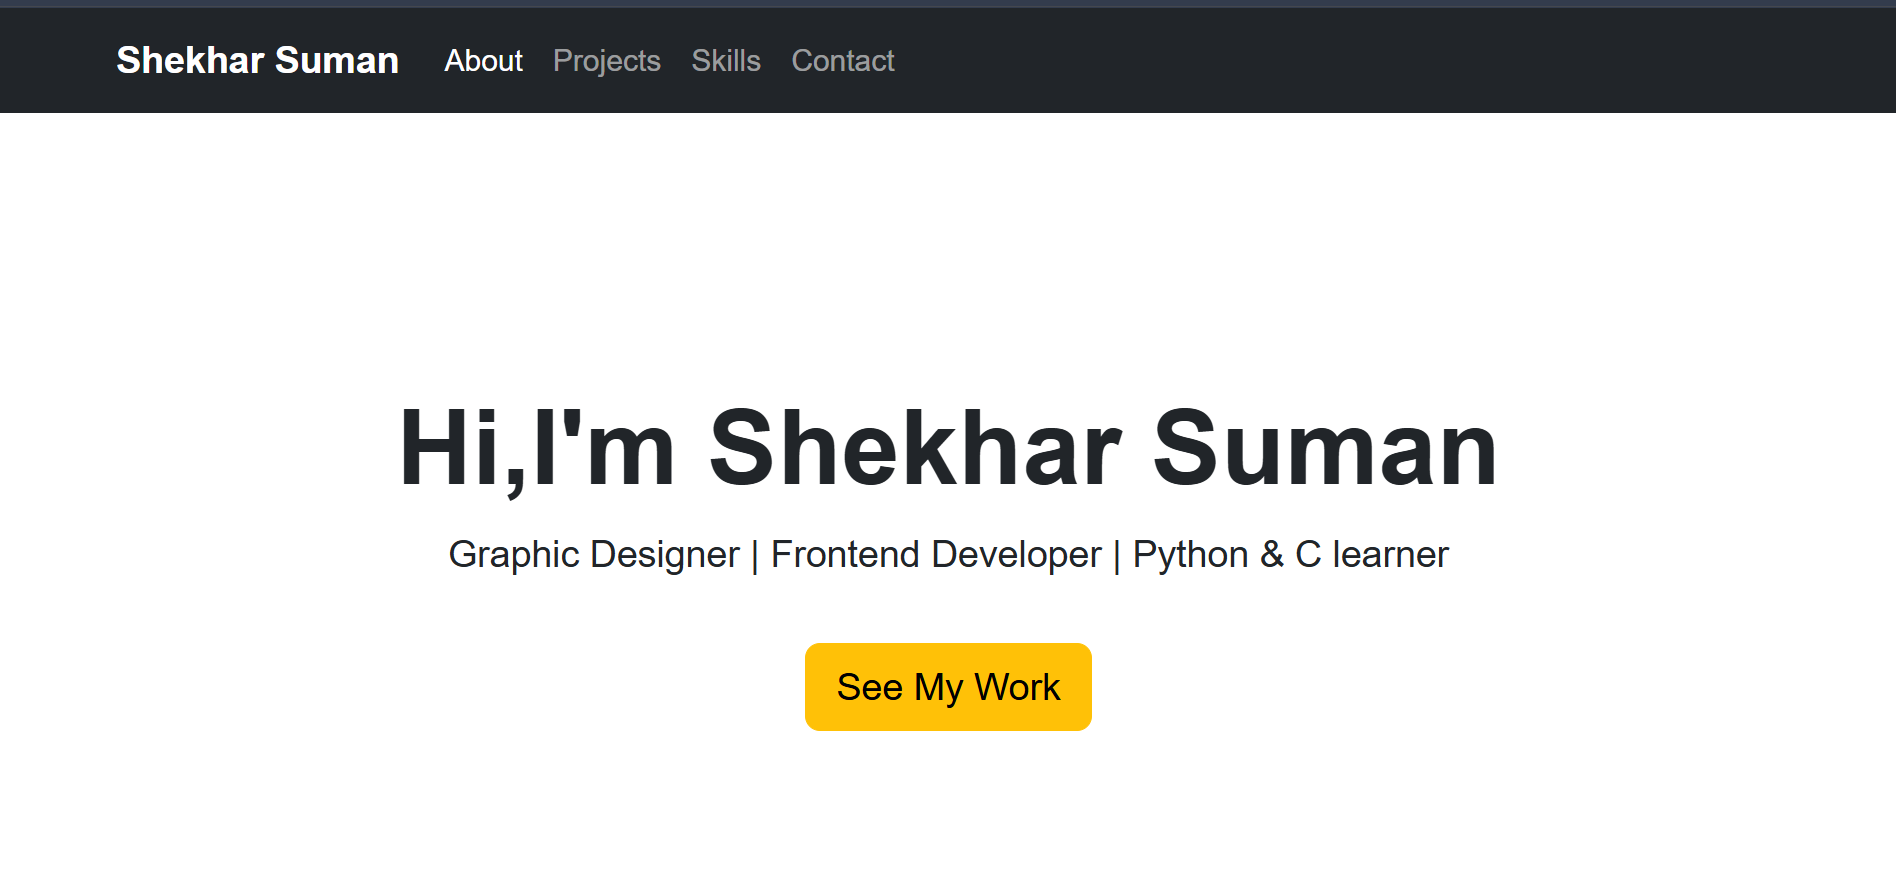 Shekhar Suman About Projects Skills Contact
Hi,I'm Shekhar Suman
Graphic Designer | Frontend Developer | Python & C learner
See My Work